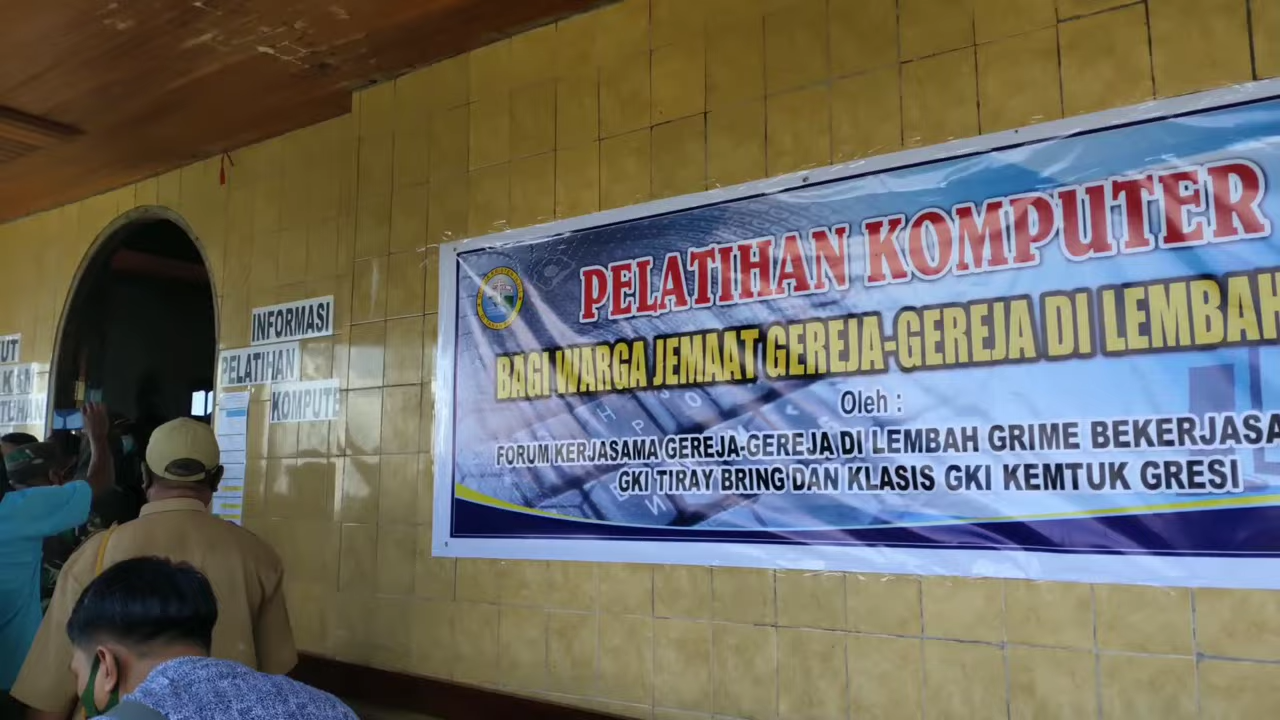 PELATIHAN KOMPUTER
BAGI WARGA JEMAAT GEREJA-GEREJA DI LEMBAH
Oleh :
FORUM KERJASAMA GEREJA-GEREJA DI LEMBAH GRIME BEKERJASA
GKI TIRAY BRING DAN KLASIS GKI KEMTUK GRESI
INFORMASI
PELATIHAN
KOMPUTE